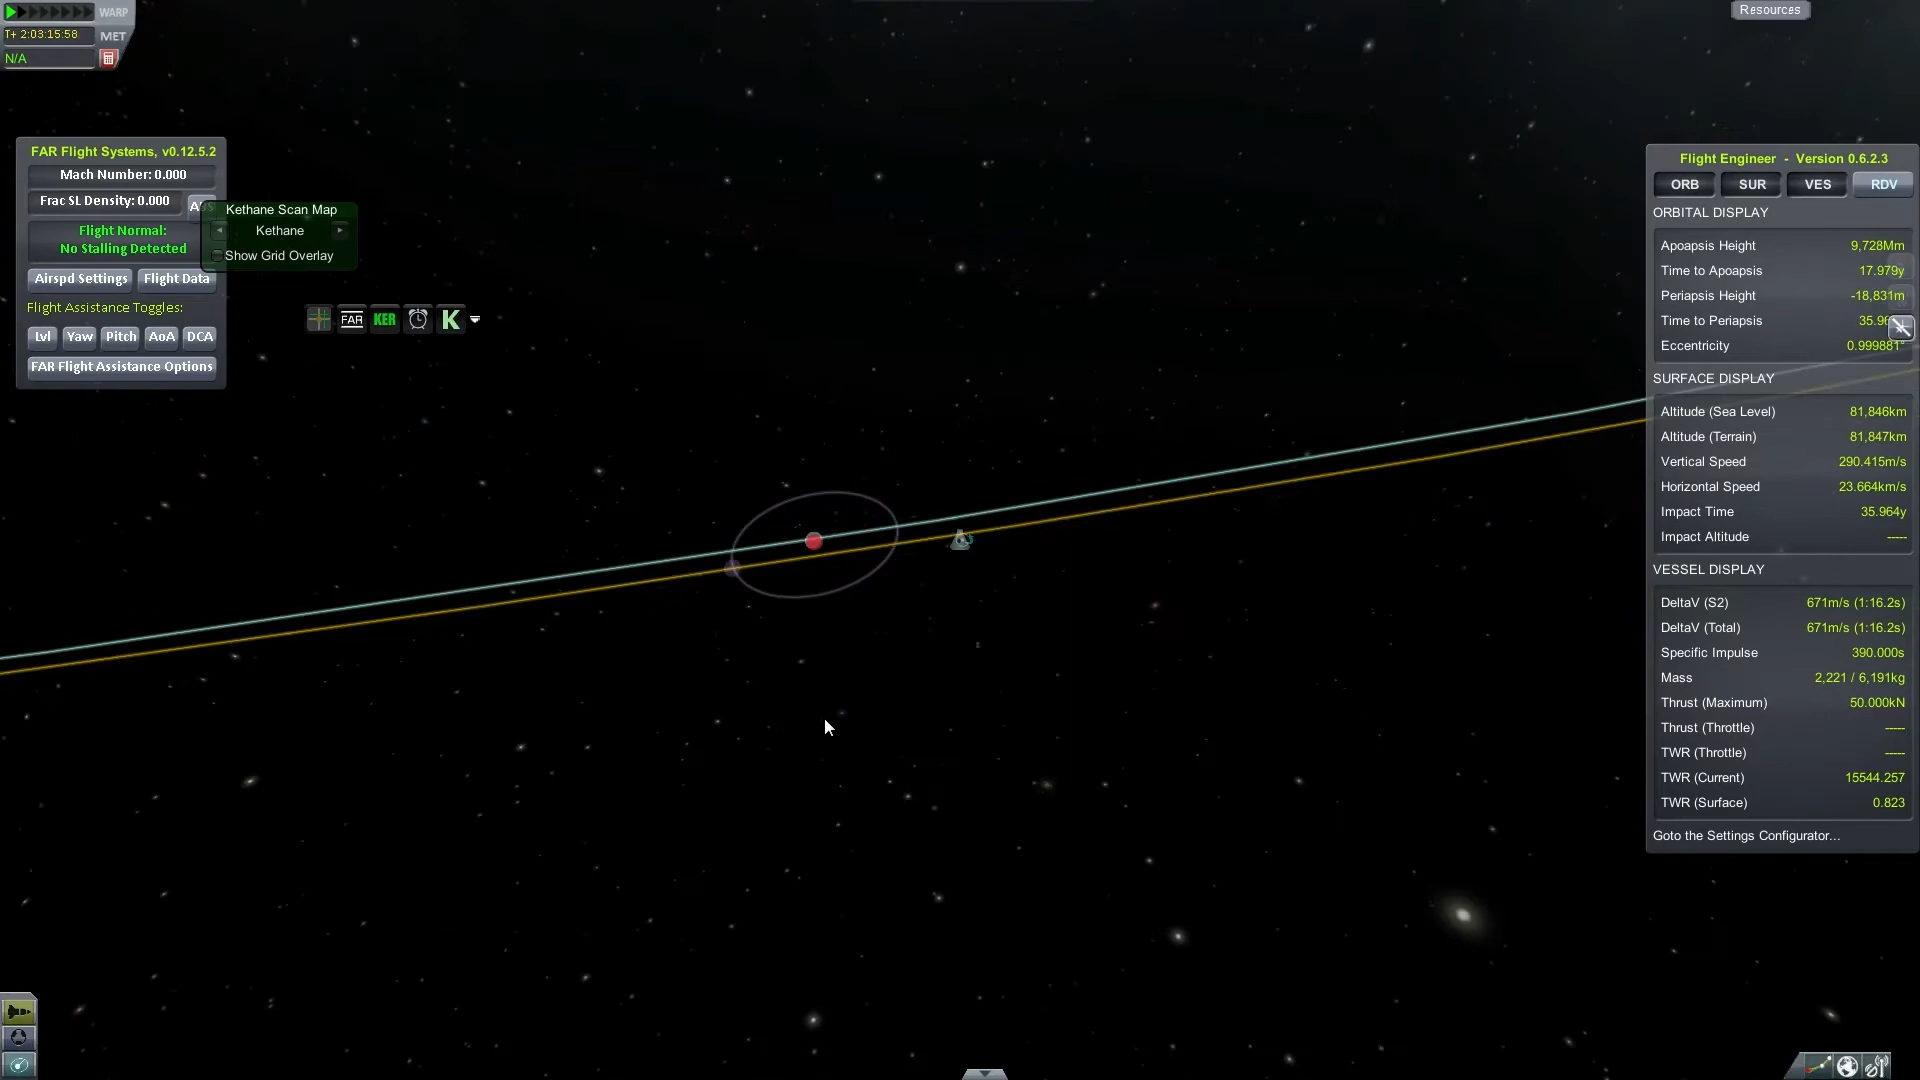 WARP
T+ 2:03:15:58
MET
N/A
Resources
FAR Flight Systems, v0.12.5.2
Mach Number: 0.000
Frac SL Density: 0.000
Flight Normal:
No Stalling Detected
Airspd Settings
Flight Data
Flight Assistance Toggles:
Lvl
Yaw
Pitch
AoA
DCA
FAR Flight Assistance Options
Kethane Scan Map
Kethane
Show Grid Overlay
FAR
KER
K
Flight Engineer - Version 0.6.2.3
ORB
SUR
VES
RDV
ORBITAL DISPLAY
Apoapsis Height 9,728Mm
Time to Apoapsis 17.979y
Periapsis Height -18,831m
Time to Periapsis
Eccentricity 0.999881°
SURFACE DISPLAY
Altitude (Sea Level) 81,846km
Altitude (Terrain) 81,847km
Vertical Speed 290.415m/s
Horizontal Speed 23.664km/s
Impact Time 35.964y
Impact Altitude -----
VESSEL DISPLAY
DeltaV (S2) 671m/s (1:16.2s)
DeltaV (Total) 671m/s (1:16.2s)
Specific Impulse 390.000s
Mass 2,221 / 6,191kg
Thrust (Maximum) 50.000kN
Thrust (Throttle) -----
TWR (Throttle) -----
TWR (Current) 15544.257
TWR (Surface) 0.823
Goto the Settings Configurator...